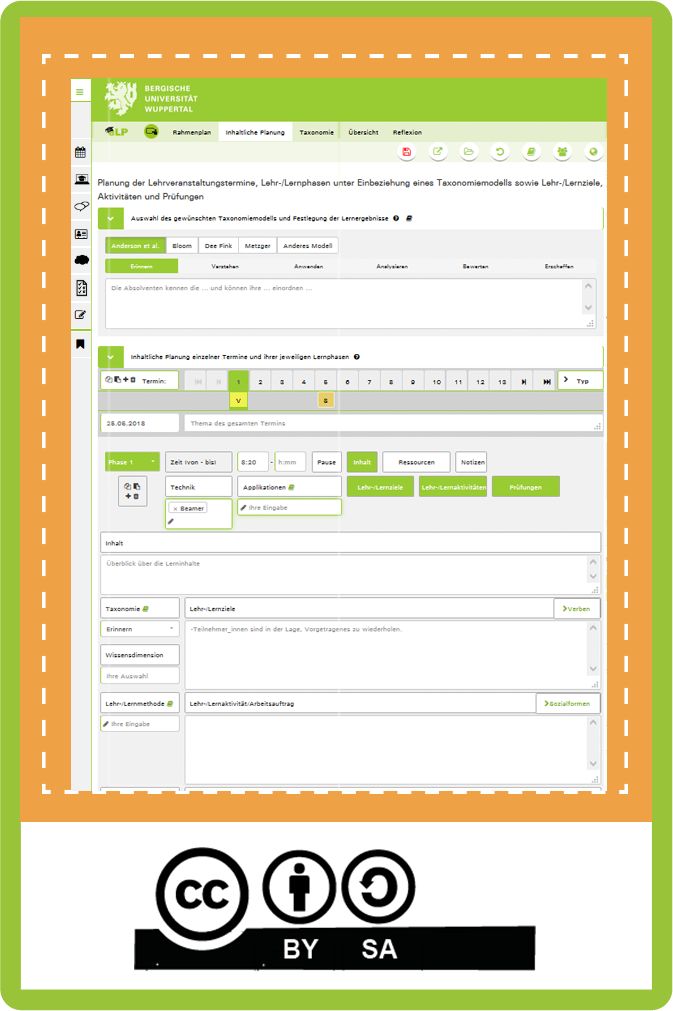 BERGISCHE
UNIVERSITÄT
WUPPERTAL
eLP Rahmenplan Inhaltliche Planung Taxonomie Übersicht Reflexion
Planung der Lehrveranstaltungstermine, Lehr-/Lernphasen unter Einbeziehung eines Taxonomiemodells sowie Lehr-/Lernziele,
Aktivitäten und Prüfungen
Auswahl des gewünschten Taxonomiemodells und Festlegung der Lernergebnisse
Anderson et al. Bloom Dee Fink Metzger Anderes Modell
Erinnern Verstehen Anwenden Analysieren Bewerten Erschaffen
Die Absolventen kennen die ... und können ihre ... einordnen ...
Inhaltliche Planung einzelner Termine und ihrer jeweiligen Lernphasen
Termin: 1 2 3 4 5 6 7 8 9 10 11 12 13 Typ
V S
25.05.2018 Thema des gesamten Termins
Phase 1 Zeit (von - bis) 8:20 - h:mm Pause Inhalt Ressourcen Notizen
Technik Applikationen Lehr-/Lernziele Lehr-/Lernaktivitäten Prüfungen
× Beamer Ihre Eingabe
Inhalt
Überblick über die Lerninhalte
Taxonomie Lehr-/Lernziele Verben
Erinnern -Teilnehmer_innen sind in der Lage, Vorgetragenes zu wiederholen.
Wissensdimension
Ihre Auswahl
Lehr-/Lernmethode Lehr-/Lernaktivität/Arbeitsauftrag Sozialformen
Ihre Eingabe
cc
BY SA